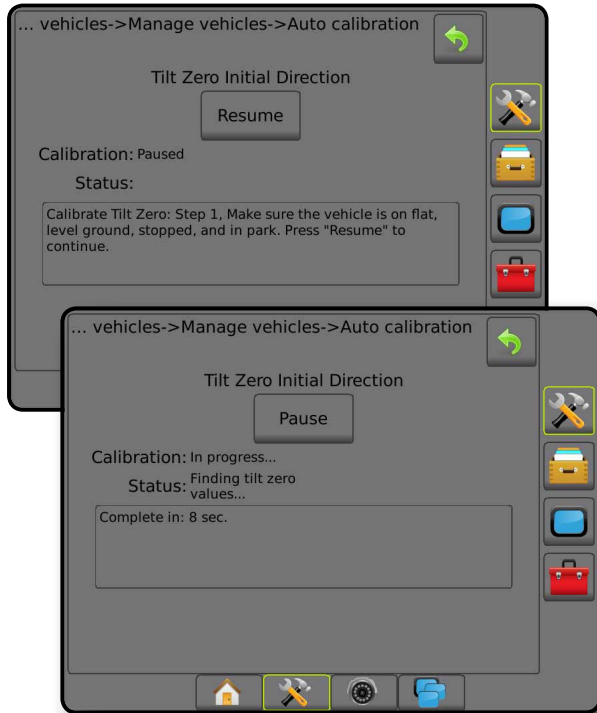 ... vehicles->Manage vehicles->Auto calibration
Tilt Zero Initial Direction
Resume
Calibration: Paused
Status:
Calibrate Tilt Zero: Step 1, Make sure the vehicle is on flat,
level ground, stopped, and in park. Press "Resume" to
continue.
... vehicles->Manage vehicles->Auto calibration
Tilt Zero Initial Direction
Pause
Calibration: In progress...
Status: Finding tilt zero
values...
Complete in: 8 sec.